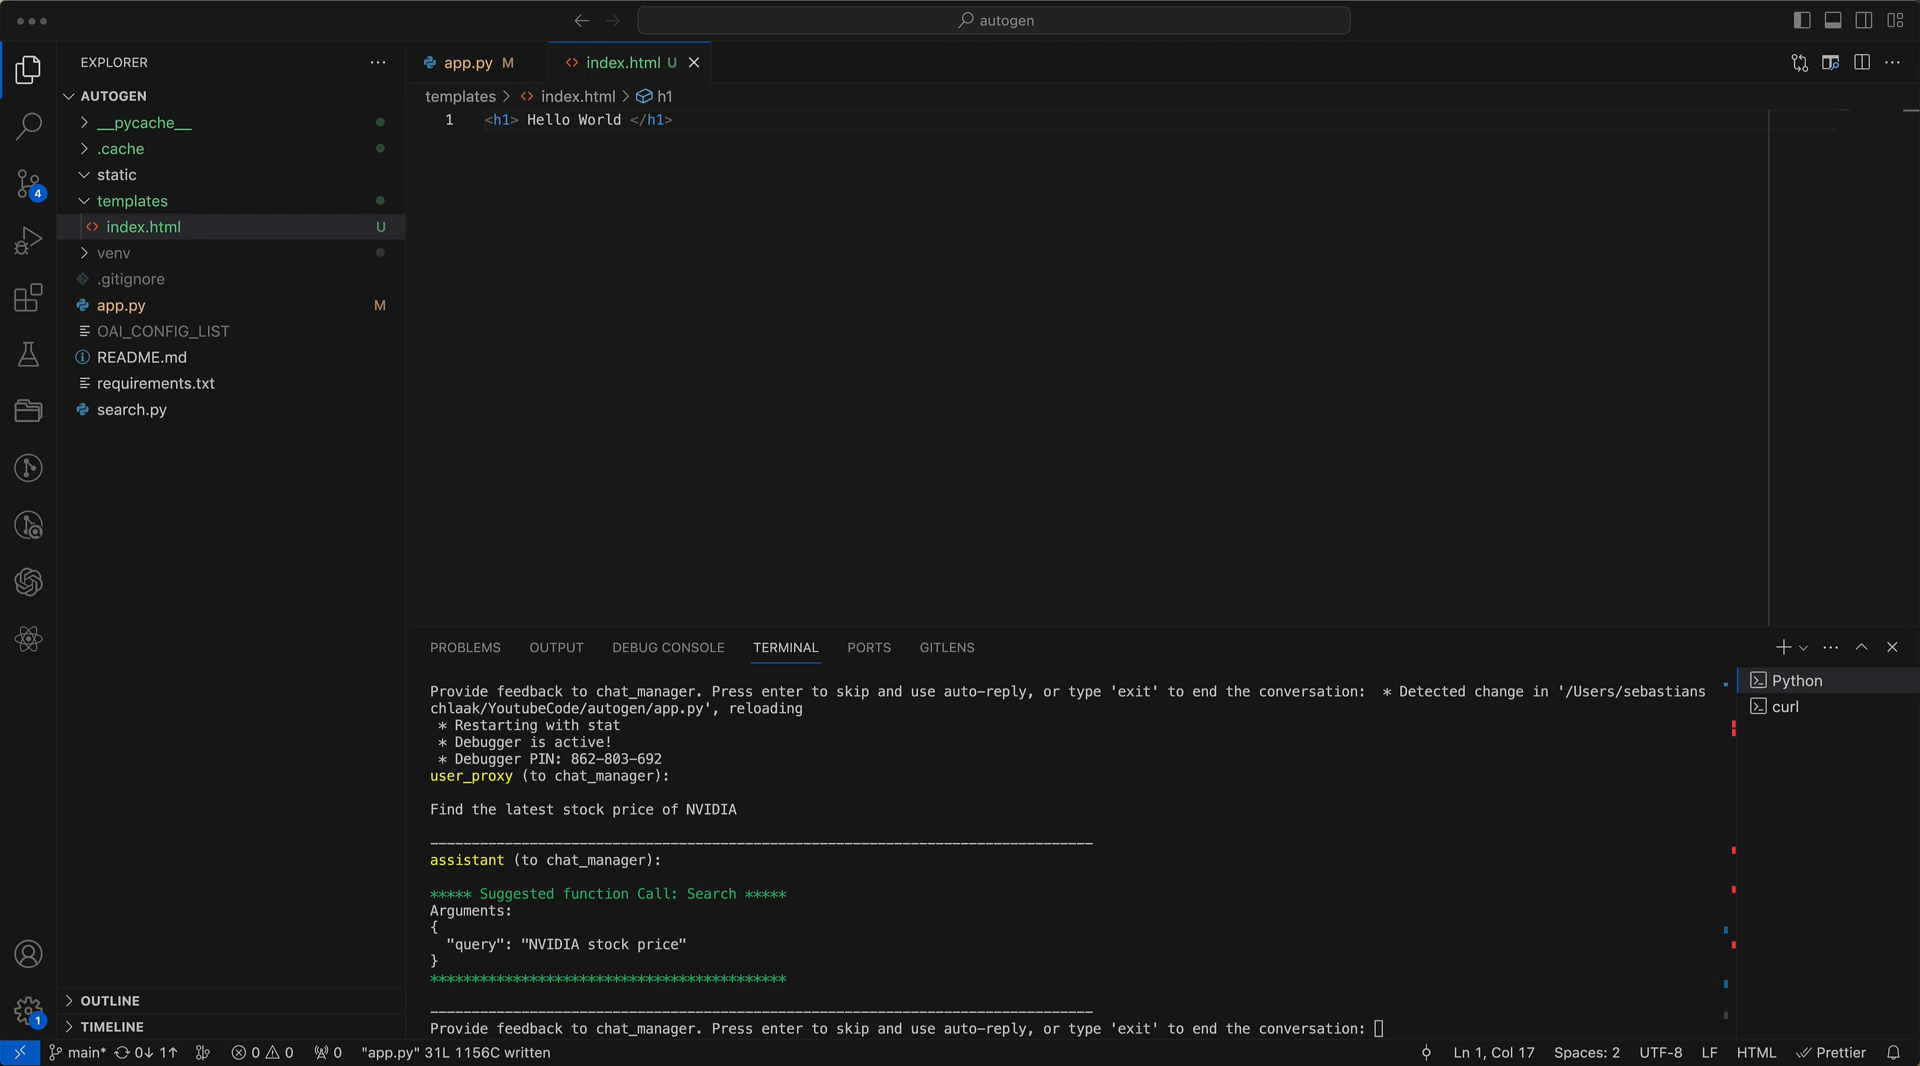 autogen
EXPLORER
AUTOGEN
__pycache__
.cache
static
templates
index.html U
venv
.gitignore
app.py M
OAI_CONFIG_LIST
README.md
requirements.txt
search.py
OUTLINE
TIMELINE
4
1
app.py M
index.html U
templates > index.html > h1
1 <h1> Hello World </h1>
PROBLEMS OUTPUT DEBUG CONSOLE TERMINAL PORTS GITLENS
Provide feedback to chat_manager. Press enter to skip and use auto-reply, or type 'exit' to end the conversation:  * Detected change in '/Users/sebastians
chlaak/YoutubeCode/autogen/app.py', reloading
* Restarting with stat
* Debugger is active!
* Debugger PIN: 862-803-692
user_proxy (to chat_manager):
Find the latest stock price of NVIDIA
--------------------------------------------------------------------------------
assistant (to chat_manager):
***** Suggested function Call: Search *****
Arguments:
{
"query": "NVIDIA stock price"
}
*******************************************
--------------------------------------------------------------------------------
Provide feedback to chat_manager. Press enter to skip and use auto-reply, or type 'exit' to end the conversation:
Python
curl
main* 0↓ 1↑ 0 0 0 "app.py" 31L 1156C written
Ln 1, Col 17 Spaces: 2 UTF-8 LF HTML Prettier